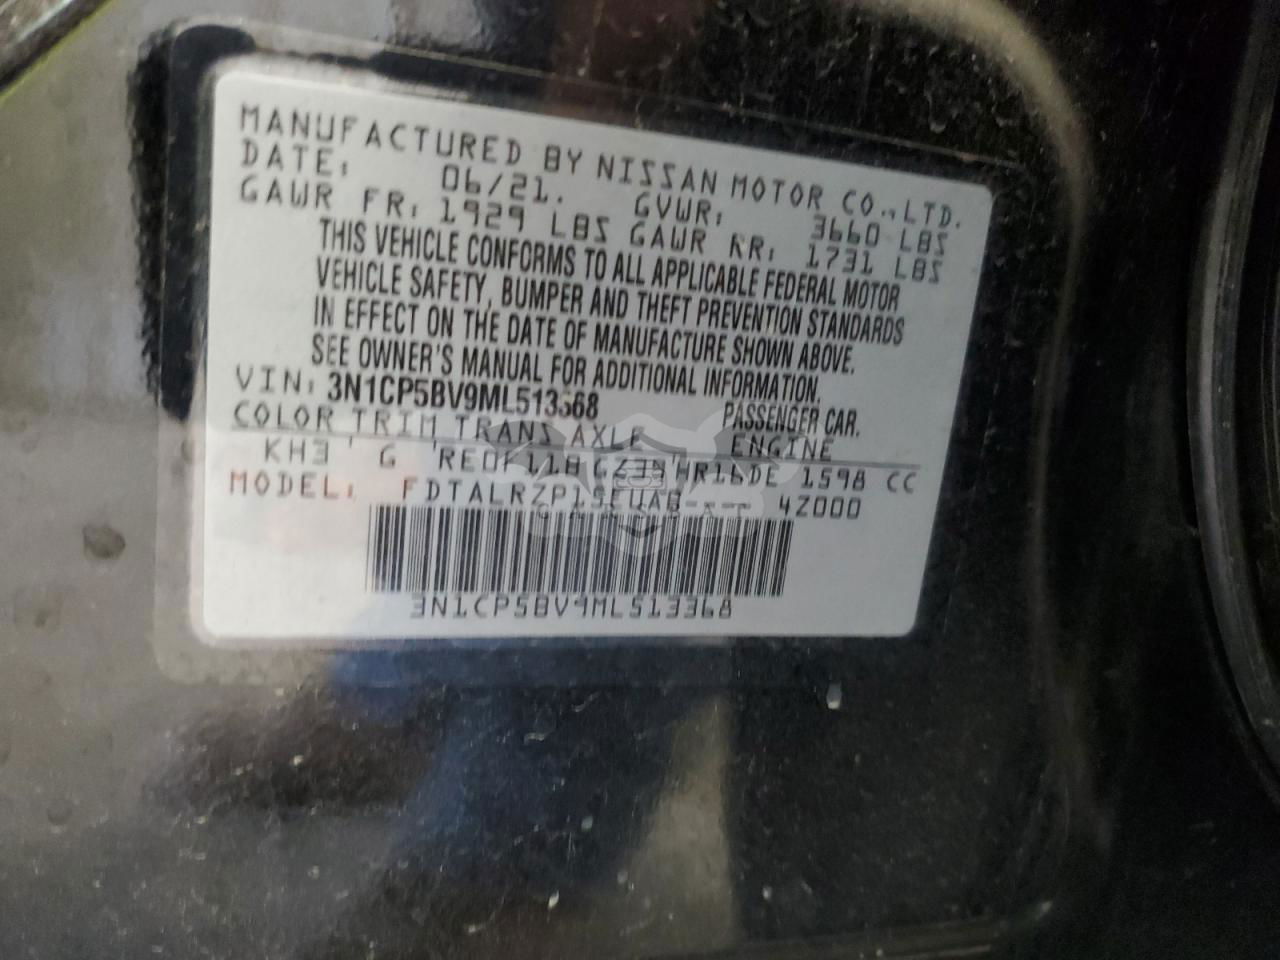 MANUFACTURED BY NISSAN MOTOR CO.,LTD.
DATE: 06/21. GVWR: 3660 LBS
GAWR FR: 1929 LBS GAWR RR: 1731 LBS
THIS VEHICLE CONFORMS TO ALL APPLICABLE FEDERAL MOTOR
VEHICLE SAFETY, BUMPER AND THEFT PREVENTION STANDARDS
IN EFFECT ON THE DATE OF MANUFACTURE SHOWN ABOVE.
SEE OWNER'S MANUAL FOR ADDITIONAL INFORMATION.
VIN: 3N1CP5BV9ML513368 PASSENGER CAR.
COLOR TRIM TRANS AXLE ENGINE
KH3 ' G 'RE0F11B HR16DE 1598 CC
MODEL: 42000
3N1CP5BV9ML513368